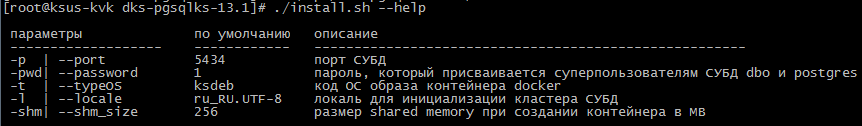 [root@ksus-kvk dks-pgsqlks-13.1]# ./install.sh --help
параметры по умолчанию описание
------------------- ------------ ------------------------------------------------------
-p | --port 5434 порт СУБД
-pwd| --password 1 пароль, который присваивается суперпользователям СУБД dbo и postgres
-t | --typeOS ksdeb код ОС образа контейнера docker
-l | --locale ru_RU.UTF-8 локаль для инициализации кластера СУБД
-shm| --shm_size 256 размер shared memory при создании контейнера в MB